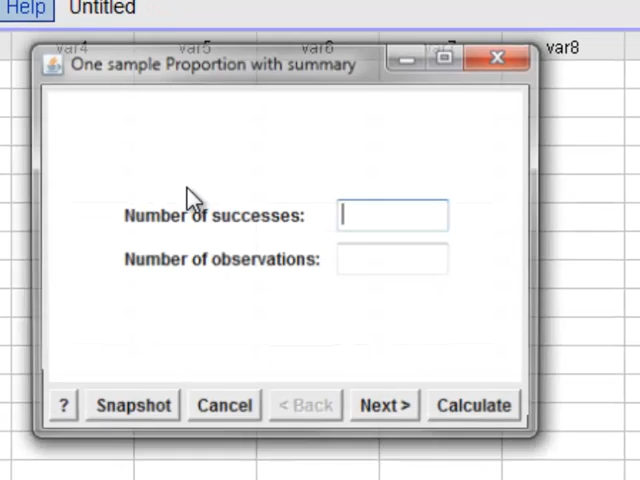 Help Untitled
var4 var5 var6 var7 var8
One sample Proportion with summary
Number of successes:
Number of observations:
? Snapshot Cancel < Back Next > Calculate